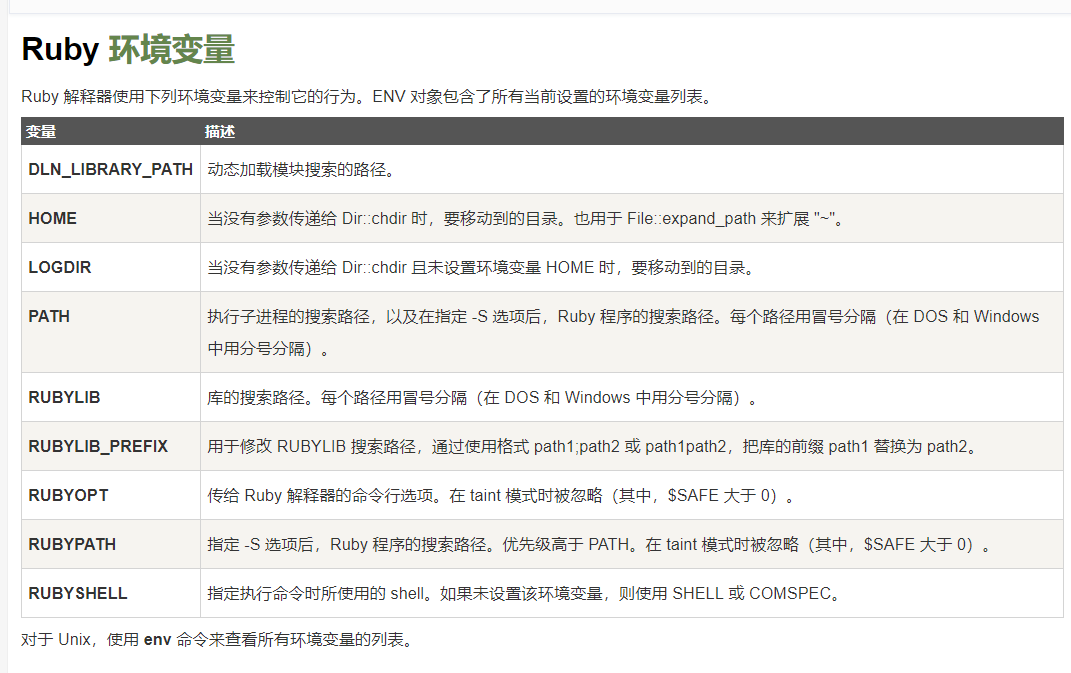 Ruby 环境变量
Ruby 解释器使用下列环境变量来控制它的行为。ENV 对象包含了所有当前设置的环境变量列表。
变量 描述
DLN_LIBRARY_PATH 动态加载模块搜索的路径。
HOME 当没有参数传递给 Dir::chdir 时，要移动到的目录。也用于 File::expand_path 来扩展 "~"。
LOGDIR 当没有参数传递给 Dir::chdir 且未设置环境变量 HOME 时，要移动到的目录。
PATH 执行子进程的搜索路径，以及在指定 -S 选项后，Ruby 程序的搜索路径。每个路径用冒号分隔（在 DOS 和 Windows
中用分号分隔）。
RUBYLIB 库的搜索路径。每个路径用冒号分隔（在 DOS 和 Windows 中用分号分隔）。
RUBYLIB_PREFIX 用于修改 RUBYLIB 搜索路径，通过使用格式 path1;path2 或 path1path2，把库的前缀 path1 替换为 path2。
RUBYOPT 传给 Ruby 解释器的命令行选项。在 taint 模式时被忽略（其中，$SAFE 大于 0）。
RUBYPATH 指定 -S 选项后，Ruby 程序的搜索路径。优先级高于 PATH。在 taint 模式时被忽略（其中，$SAFE 大于 0）。
RUBYSHELL 指定执行命令时所使用的 shell。如果未设置该环境变量，则使用 SHELL 或 COMSPEC。
对于 Unix，使用 env 命令来查看所有环境变量的列表。